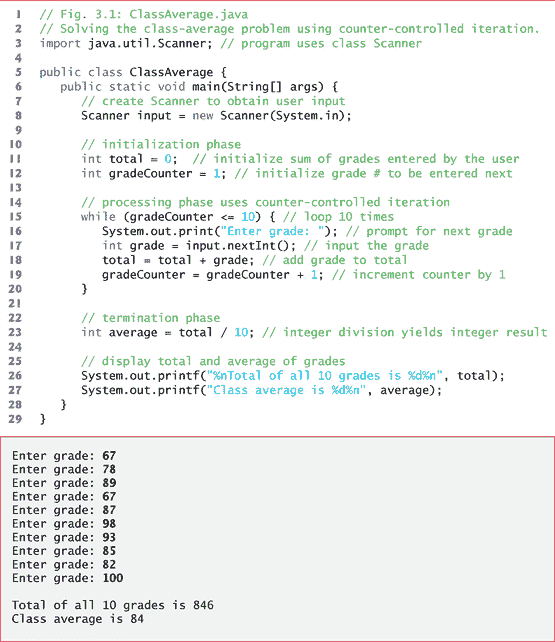 1 // Fig. 3.1: ClassAverage.java
2 // Solving the class-average problem using counter-controlled iteration.
3 import java.util.Scanner; // program uses class Scanner
4
5 public class ClassAverage {
6    public static void main(String[] args) {
7       // create Scanner to obtain user input
8       Scanner input = new Scanner(System.in);
9
10       // initialization phase
11       int total = 0;  // initialize sum of grades entered by the user
12       int gradeCounter = 1; // initialize grade # to be entered next
13
14       // processing phase uses counter-controlled iteration
15       while (gradeCounter <= 10) { // loop 10 times
16          System.out.print("Enter grade: "); // prompt for next grade
17          int grade = input.nextInt(); // input the grade
18          total = total + grade; // add grade to total
19          gradeCounter = gradeCounter + 1; // increment counter by 1
20       }
21
22       // termination phase
23       int average = total / 10; // integer division yields integer result
24
25       // display total and average of grades
26       System.out.printf("%nTotal of all 10 grades is %d%n", total);
27       System.out.printf("Class average is %d%n", average);
28    }
29 }
Enter grade: 67
Enter grade: 78
Enter grade: 89
Enter grade: 67
Enter grade: 87
Enter grade: 98
Enter grade: 93
Enter grade: 85
Enter grade: 82
Enter grade: 100
Total of all 10 grades is 846
Class average is 84